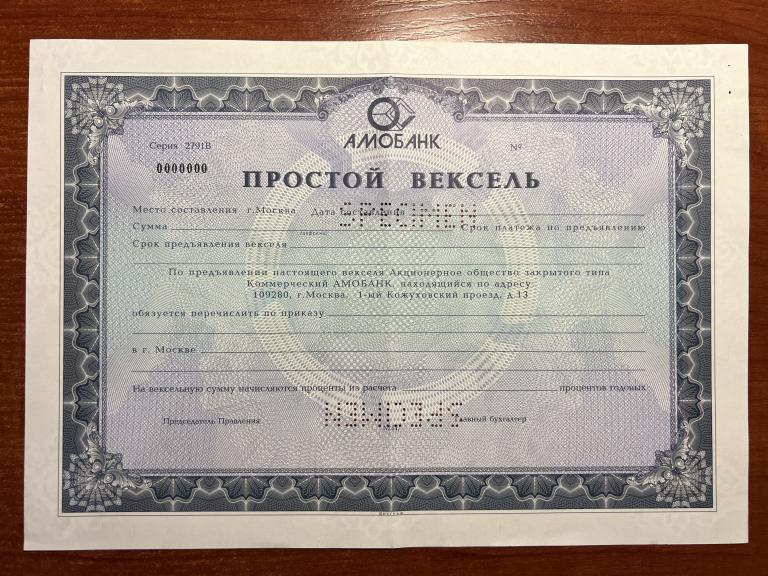 АМОБАНК
Серия 2791В №
0000000
ПРОСТОЙ ВЕКСЕЛЬ
Место составления г.Москва Дата составления
SPECIMEN
Сумма Срок платежа по предъявлению
(цифрами)
Срок предъявления векселя
По предъявлении настоящего векселя Акционерное общество закрытого типа
Коммерческий АМОБАНК, находящийся по адресу
109280, г.Москва, 1-ый Кожуховский проезд, д.13
обязуется перечислить по приказу
в г. Москве
На вексельную сумму начисляются проценты из расчета процентов годовых
SPECIMEN
Председатель Правления Главный бухгалтер